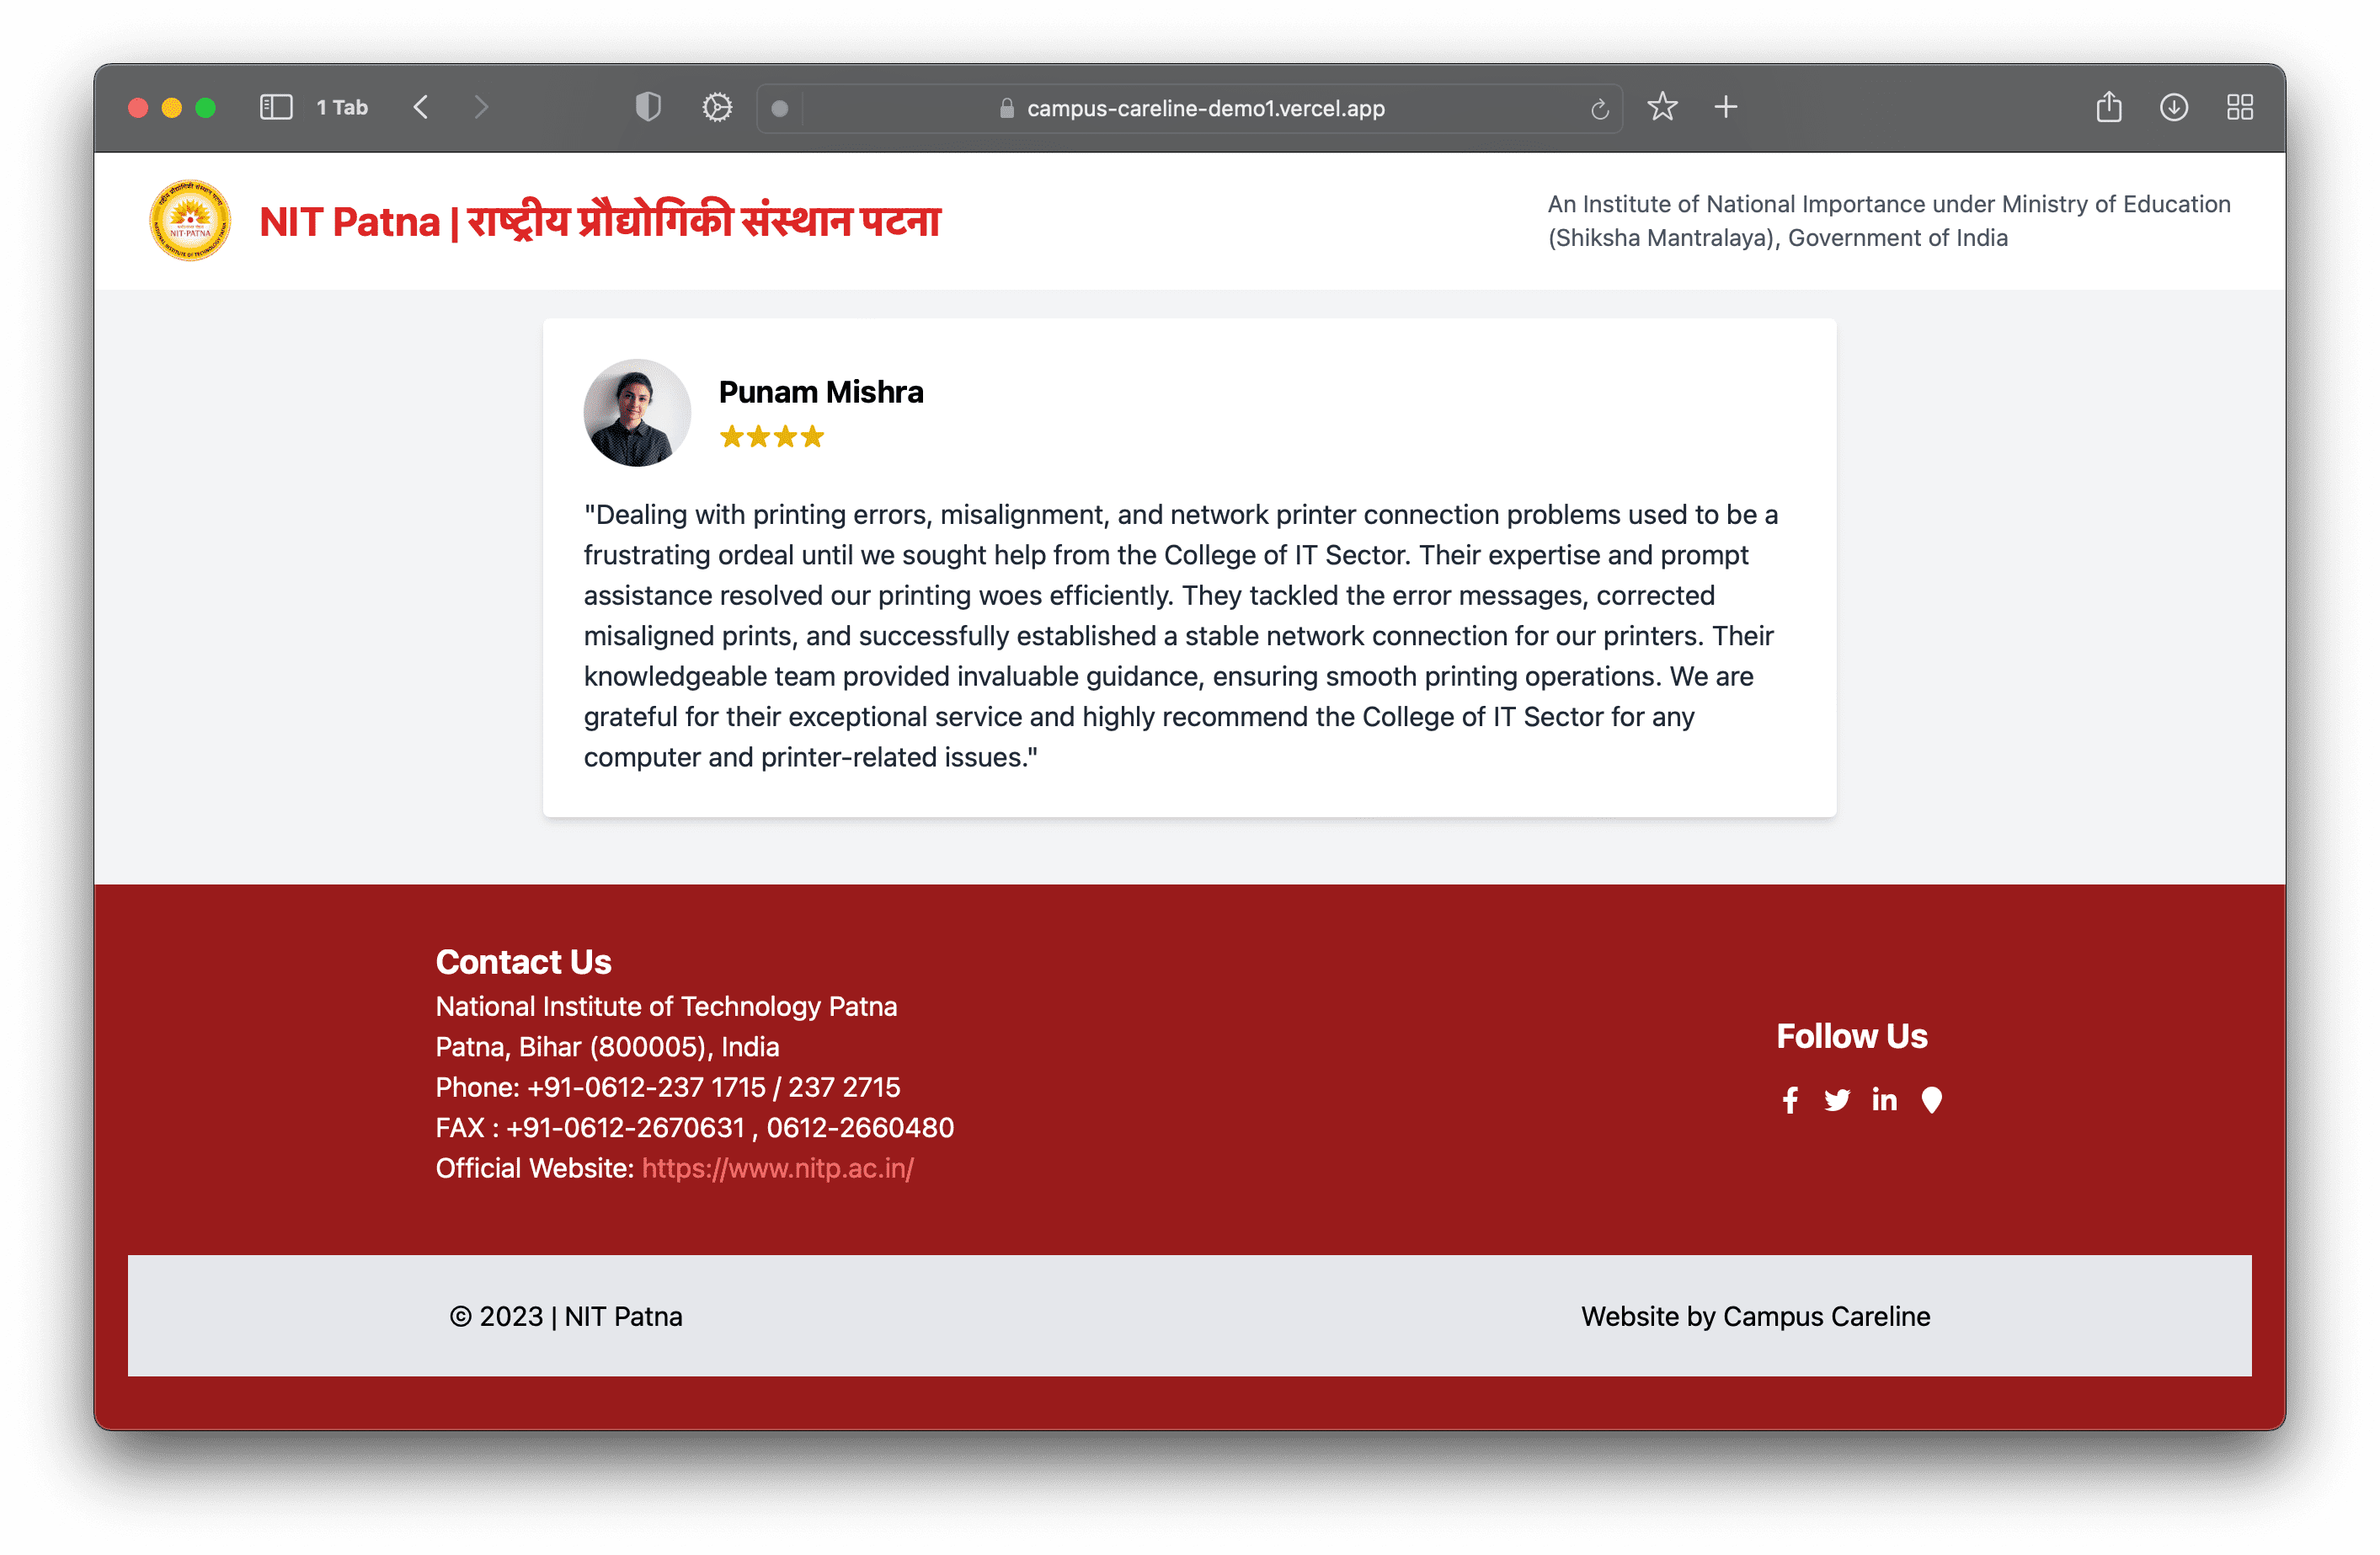 1 Tab
campus-careline-demo1.vercel.app
NIT-PATNA
NIT Patna | राष्ट्रीय प्रौद्योगिकी संस्थान पटना
An Institute of National Importance under Ministry of Education
(Shiksha Mantralaya), Government of India
Punam Mishra
"Dealing with printing errors, misalignment, and network printer connection problems used to be a
frustrating ordeal until we sought help from the College of IT Sector. Their expertise and prompt
assistance resolved our printing woes efficiently. They tackled the error messages, corrected
misaligned prints, and successfully established a stable network connection for our printers. Their
knowledgeable team provided invaluable guidance, ensuring smooth printing operations. We are
grateful for their exceptional service and highly recommend the College of IT Sector for any
computer and printer-related issues."
Contact Us
National Institute of Technology Patna
Patna, Bihar (800005), India
Phone: +91-0612-237 1715 / 237 2715
FAX : +91-0612-2670631 , 0612-2660480
Official Website: https://www.nitp.ac.in/
Follow Us
© 2023 | NIT Patna
Website by Campus Careline